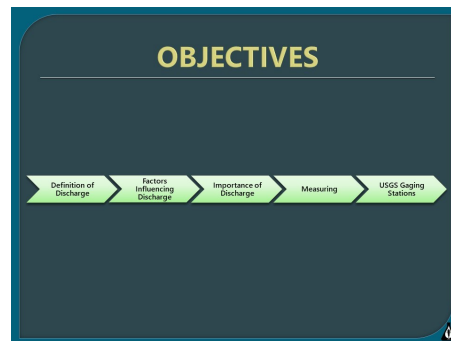 OBJECTIVES
Definition of
Discharge
Factors
Influencing
Discharge
Importance of
Discharge
Measuring
USGS Gaging
Stations